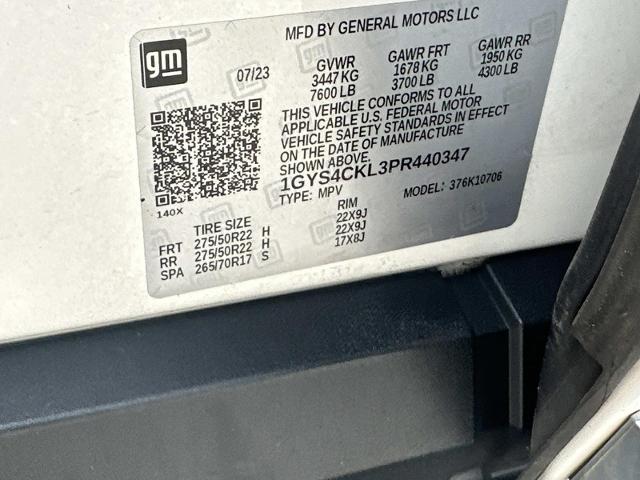 gm
MFD BY GENERAL MOTORS LLC
07/23
GVWR GAWR FRT GAWR RR
3447 KG 1678 KG 1950 KG
7600 LB 3700 LB 4300 LB
THIS VEHICLE CONFORMS TO ALL
APPLICABLE U.S. FEDERAL MOTOR
VEHICLE SAFETY STANDARDS IN EFFECT
ON THE DATE OF MANUFACTURE
SHOWN ABOVE.
1GYS4CKL3PR440347
TYPE: MPV MODEL: 376K10706
140X
TIRE SIZE RIM
FRT 275/50R22 H 22X9J
RR 275/50R22 H 22X9J
SPA 265/70R17 S 17X8J